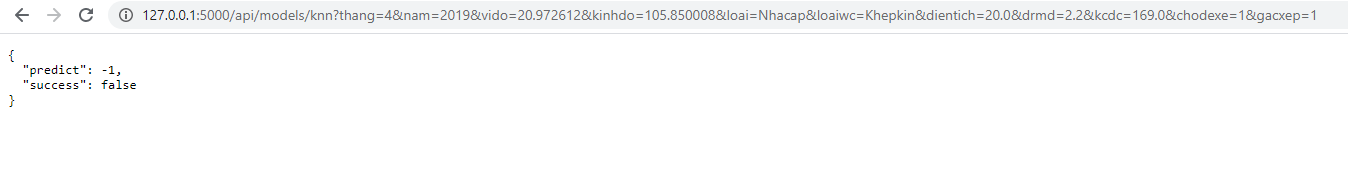 127.0.0.1:5000/api/models/knn?thang=4&nam=2019&vido=20.972612&kinhdo=105.850008&loai=Nhacap&loaiwc=Khepkin&dientich=20.0&drmd=2.2&kcdc=169.0&chodexe=1&gacxep=1
{
  "predict": -1,
  "success": false
}